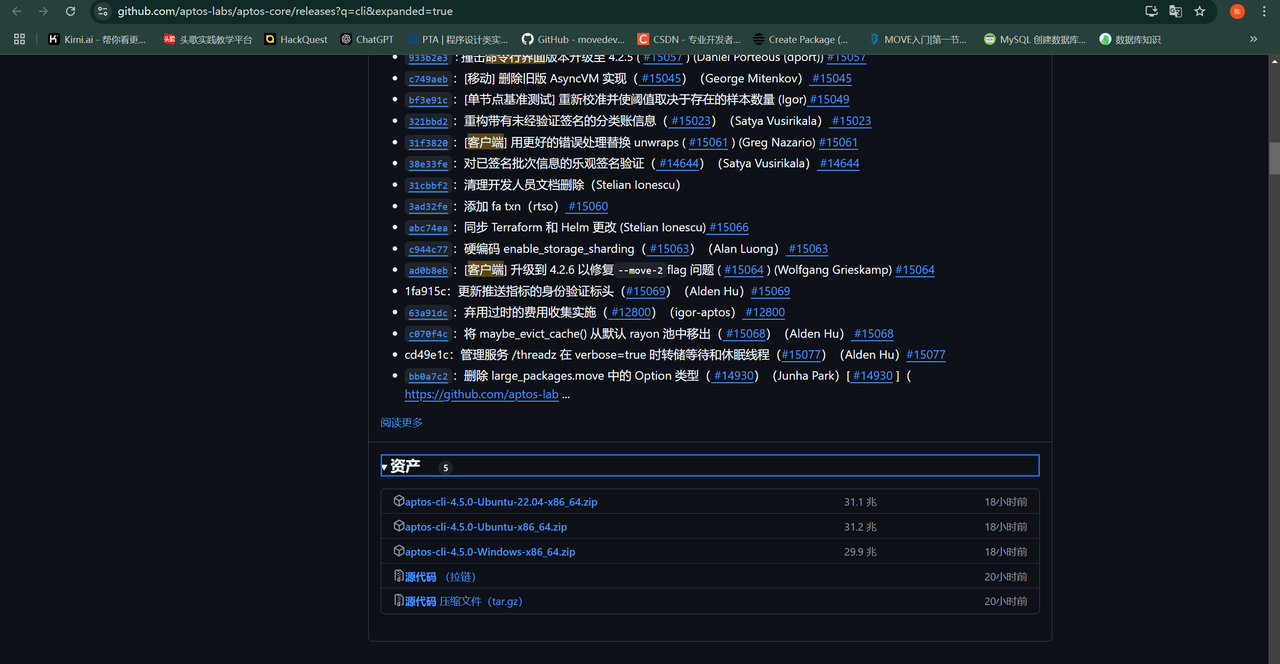 github.com/aptos-labs/aptos-core/releases?q=cli&expanded=true
Kimi.ai - 帮你看更... 头歌实践教学平台 HackQuest ChatGPT PTA | 程序设计类实... GitHub - movedev... CSDN - 专业开发者... Create Package (... MOVE入门|第一节... MySQL 创建数据库... 数据库知识 »
933b2e3：撞击命令行界面版本升级至 4.2.5 ( #15057 ) (Daniel Porteous (dport)) #15057
c749aeb：[移动] 删除旧版 AsyncVM 实现（#15045）（George Mitenkov） #15045
bf3e91c：[单节点基准测试] 重新校准并使阈值取决于存在的样本数量 (Igor) #15049
321bbd2：重构带有未经验证签名的分类账信息（#15023）（Satya Vusirikala） #15023
31f3820：[客户端] 用更好的错误处理替换 unwraps ( #15061 ) (Greg Nazario) #15061
38e33fe：对已签名批次信息的乐观签名验证（#14644）（Satya Vusirikala） #14644
31cbbf2：清理开发人员文档删除（Stelian Ionescu）
3ad32fe：添加 fa txn（rtso） #15060
abc74ea：同步 Terraform 和 Helm 更改 (Stelian Ionescu) #15066
c944c77：硬编码 enable_storage_sharding（#15063）（Alan Luong） #15063
ad0b8eb：[客户端] 升级到 4.2.6 以修复 --move-2 flag 问题 ( #15064 ) (Wolfgang Grieskamp) #15064
1fa915c：更新推送指标的身份验证标头（#15069）（Alden Hu）#15069
63a91dc：弃用过时的费用收集实施（#12800）（igor-aptos） #12800
c070f4c：将 maybe_evict_cache() 从默认 rayon 池中移出（#15068）（Alden Hu） #15068
cd49e1c：管理服务 /threadz 在 verbose=true 时转储等待和休眠线程（#15077）（Alden Hu）#15077
bb0a7c2：删除 large_packages.move 中的 Option 类型（#14930）（Junha Park）[ #14930 ]（
https://github.com/aptos-lab ...
阅读更多
资产 5
aptos-cli-4.5.0-Ubuntu-22.04-x86_64.zip 31.1 兆 18小时前
aptos-cli-4.5.0-Ubuntu-x86_64.zip 31.2 兆 18小时前
aptos-cli-4.5.0-Windows-x86_64.zip 29.9 兆 18小时前
源代码 （拉链） 20小时前
源代码 压缩文件（tar.gz） 20小时前